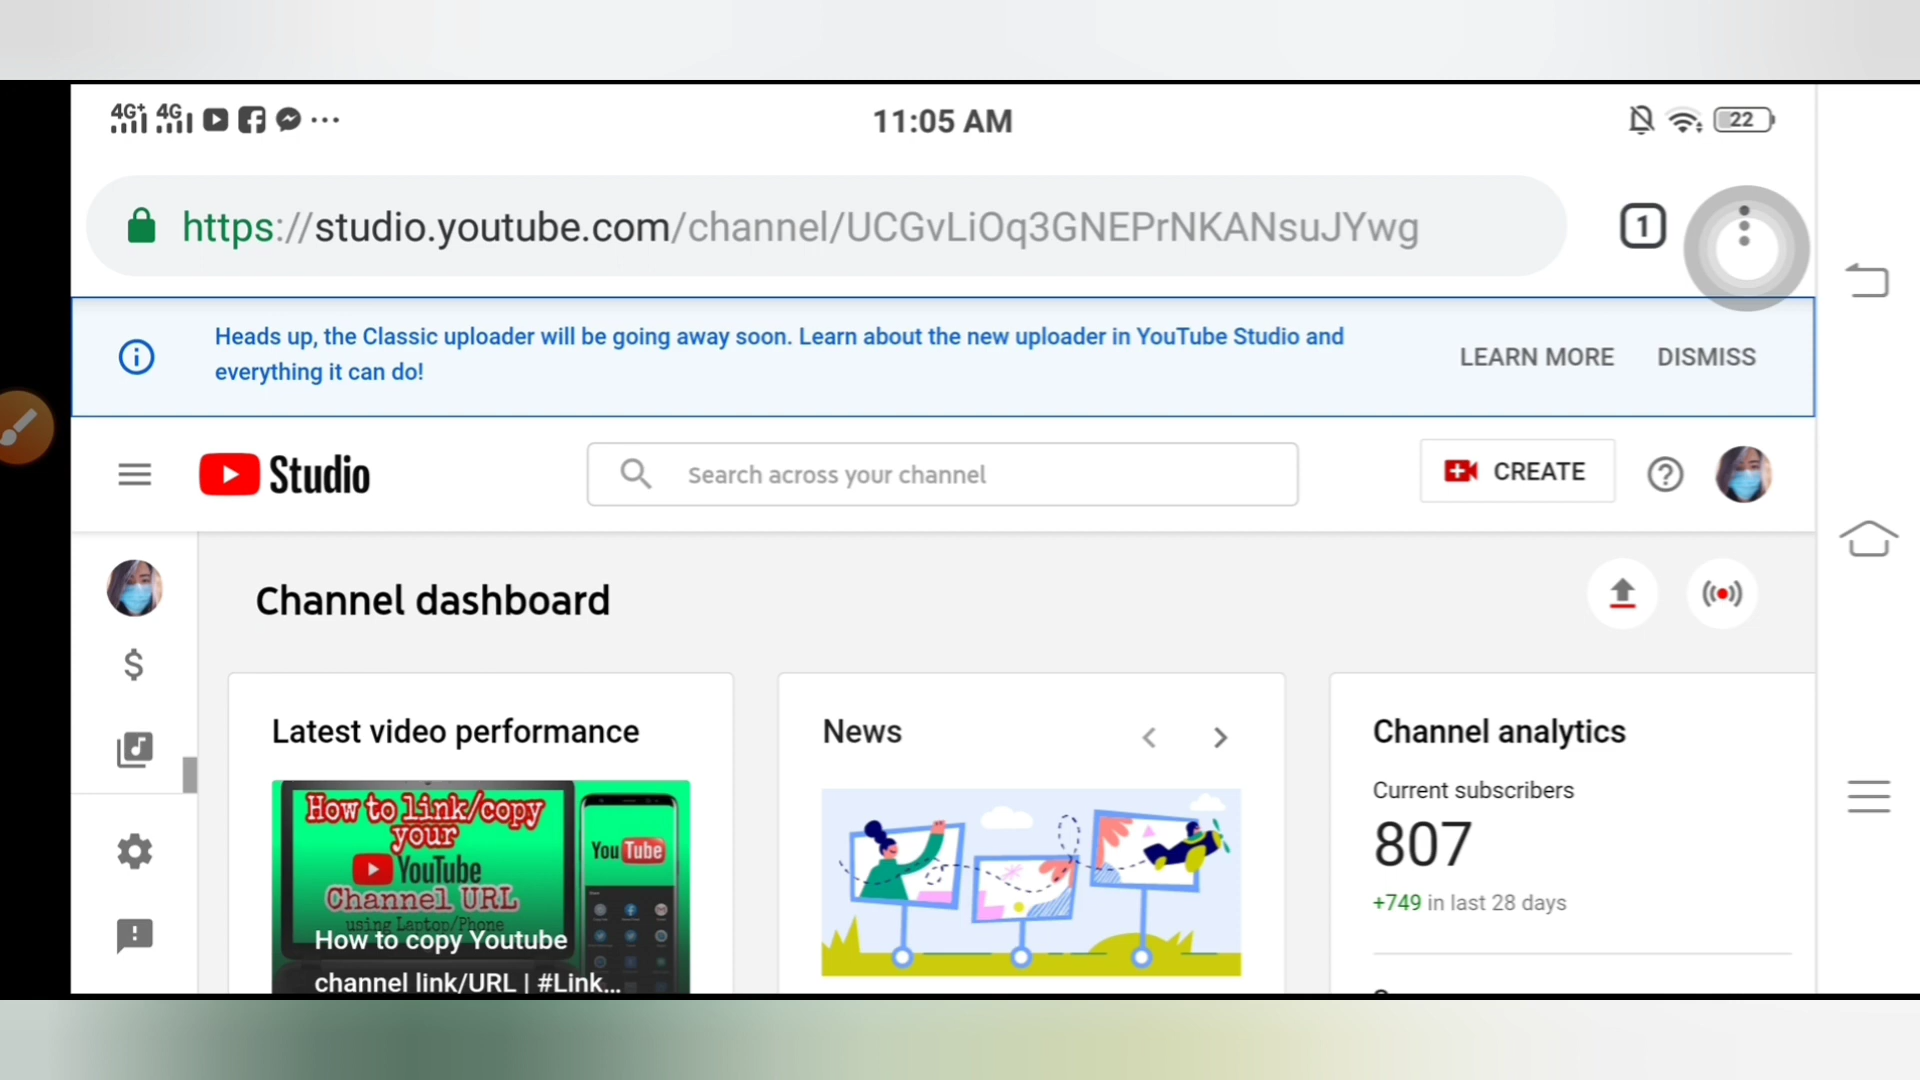 4G+ 4G
11:05 AM
22
https://studio.youtube.com/channel/UCGvLiOq3GNEPrNKANsuJYwg
1
Heads up, the Classic uploader will be going away soon. Learn about the new uploader in YouTube Studio and
everything it can do!
LEARN MORE
DISMISS
Studio
Search across your channel
CREATE
Channel dashboard
Latest video performance
How to link/copy
your
YouTube
Channel URL
using Laptop/Phone
YouTube
How to copy Youtube
channel link/URL | #Link...
News
Channel analytics
Current subscribers
807
+749 in last 28 days